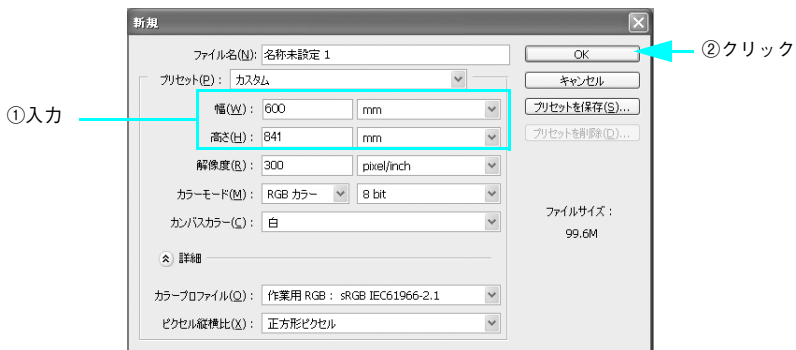 新規
ファイル名(N): 名称未設定 1
OK
②クリック
プリセット(P): カスタム
キャンセル
①入力
幅(W): 600 mm
プリセットを保存(S)...
高さ(H): 841 mm
プリセットを削除(D)...
解像度(R): 300 pixel/inch
カラーモード(M): RGB カラー 8 bit
カンバスカラー(C): 白
ファイルサイズ:
99.6M
詳細
カラープロファイル(O): 作業用 RGB: sRGB IEC61966-2.1
ピクセル縦横比(X): 正方形ピクセル